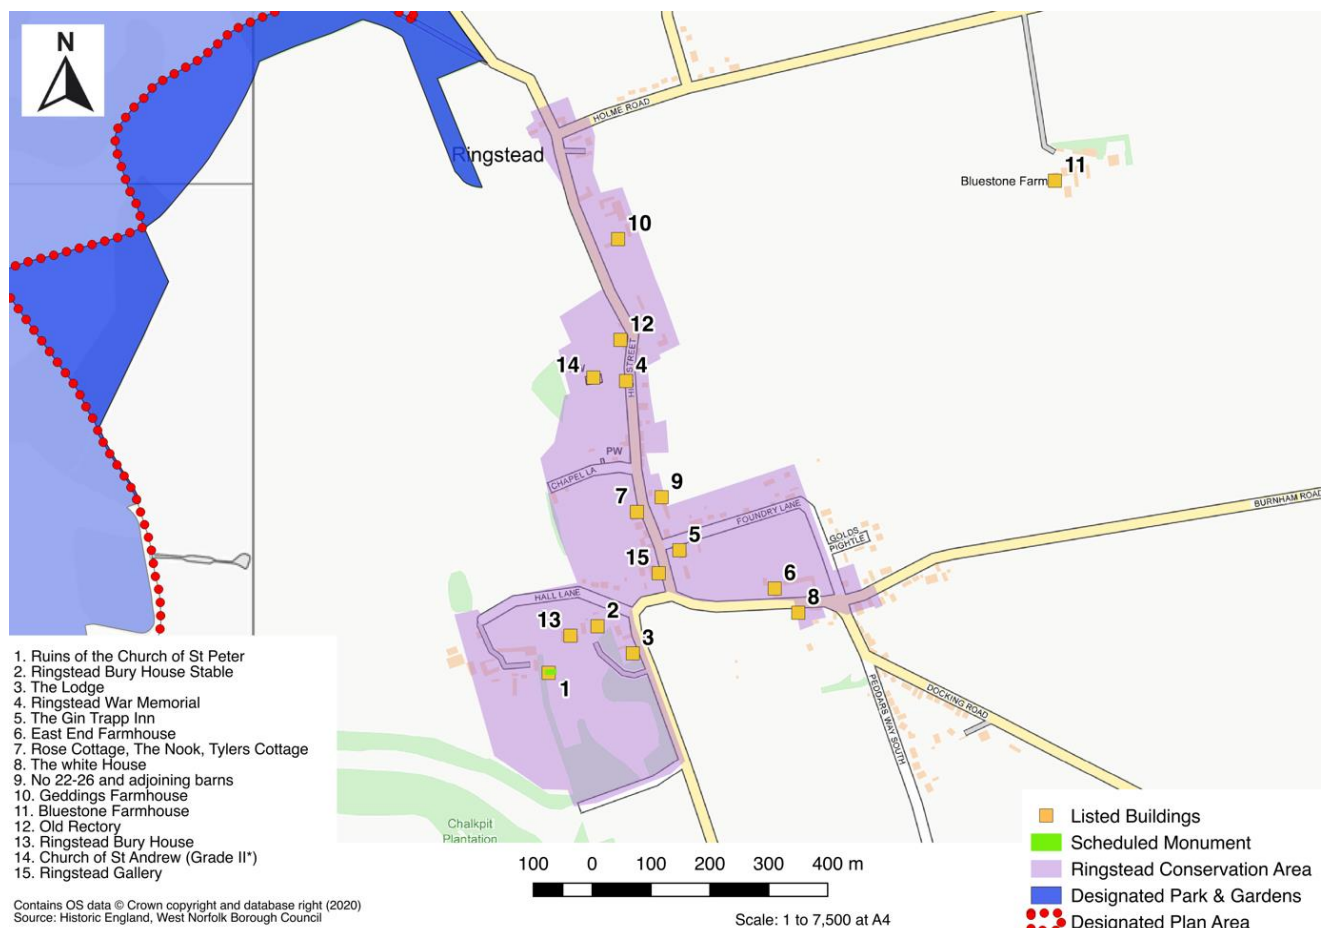 N
HOLME ROAD
Ringstead
11
Bluestone Farm
10
12
14
4
HIGH STREET
PW
CHAPEL LA
9
7
FOUNDRY LANE
BURNHAM ROAD
GOLDS
PIGHTLE
5
15
6
8
HALL LANE
2
13
3
1
PEDDARS WAY SOUTH
DOCKING ROAD
Chalkpit
Plantation
1. Ruins of the Church of St Peter
2. Ringstead Bury House Stable
3. The Lodge
4. Ringstead War Memorial
5. The Gin Trapp Inn
6. East End Farmhouse
7. Rose Cottage, The Nook, Tylers Cottage
8. The white House
9. No 22-26 and adjoining barns
10. Geddings Farmhouse
11. Bluestone Farmhouse
12. Old Rectory
13. Ringstead Bury House
14. Church of St Andrew (Grade II*)
15. Ringstead Gallery
Contains OS data © Crown copyright and database right (2020)
Source: Historic England, West Norfolk Borough Council
100 0 100 200 300 400 m
Scale: 1 to 7,500 at A4
Listed Buildings
Scheduled Monument
Ringstead Conservation Area
Designated Park & Gardens
Designated Plan Area